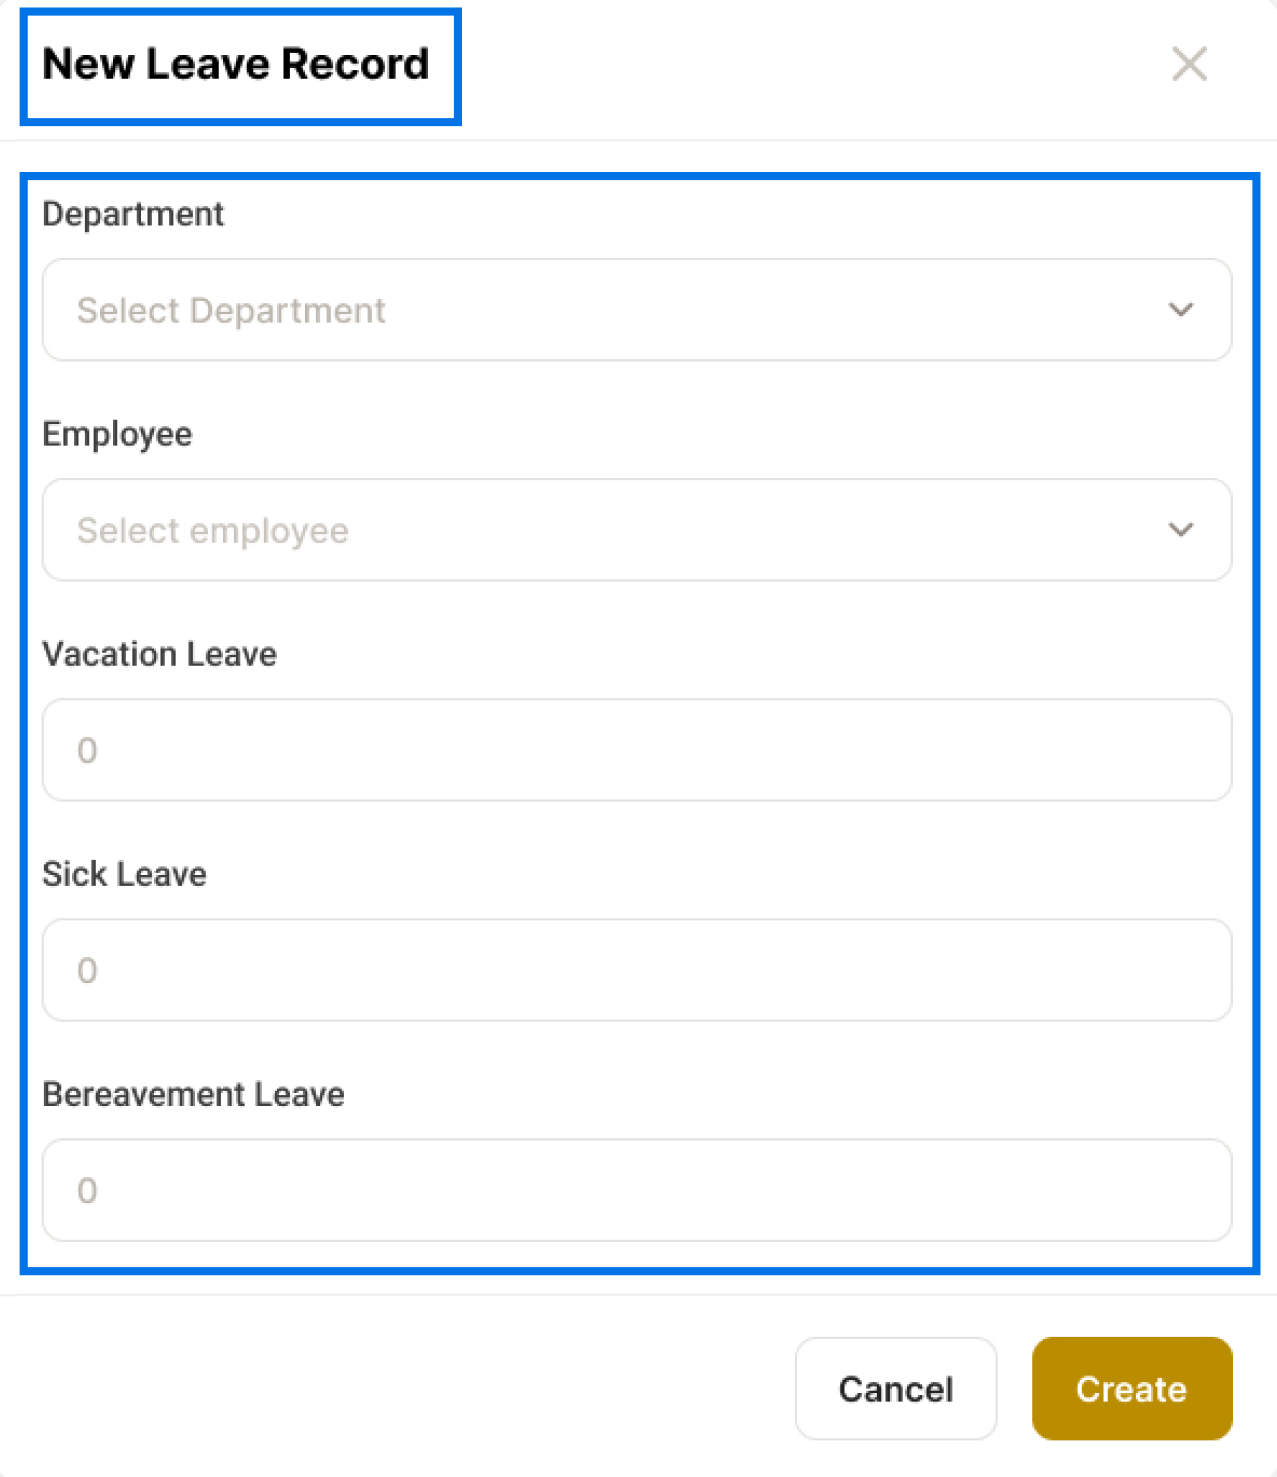 New Leave Record
Department
Select Department
Employee
Select employee
Vacation Leave
0
Sick Leave
0
Bereavement Leave
0
Cancel Create